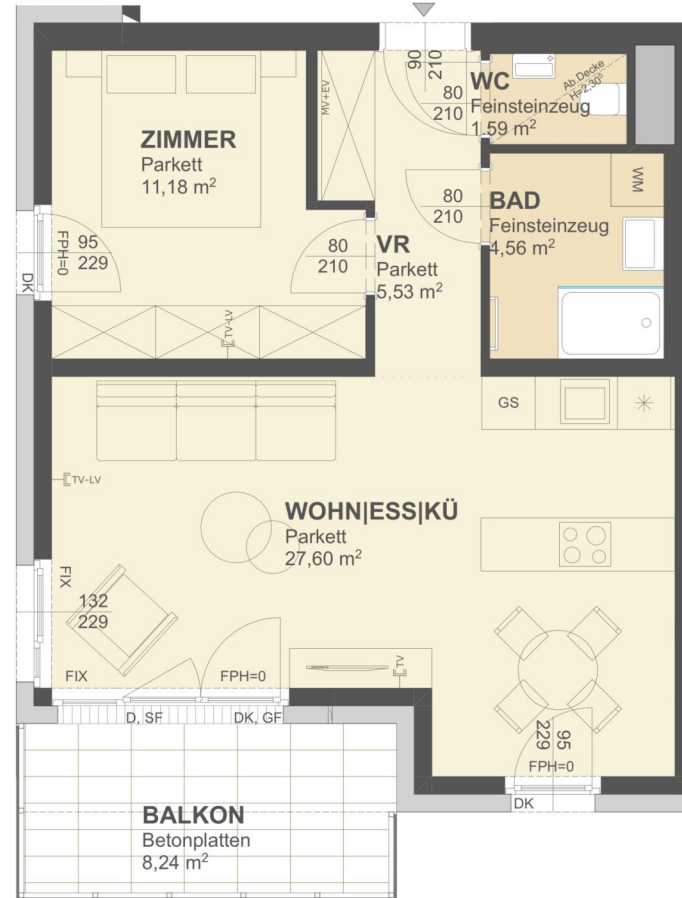 90
210
WC
Feinsteinzeug
1,59 m²
80
210
Ab.Decke
H=2,30⁵
MV+EV
ZIMMER
Parkett
11,18 m²
WM
BAD
Feinsteinzeug
4,56 m²
80
210
VR
Parkett
5,53 m²
80
210
FPH=0
95
229
DK
TV-LV
GS
TV-LV
WOHN|ESS|KÜ
Parkett
27,60 m²
FIX
132
229
FIX
FPH=0
TV
D, SF
DK, GF
95
229
FPH=0
DK
BALKON
Betonplatten
8,24 m²